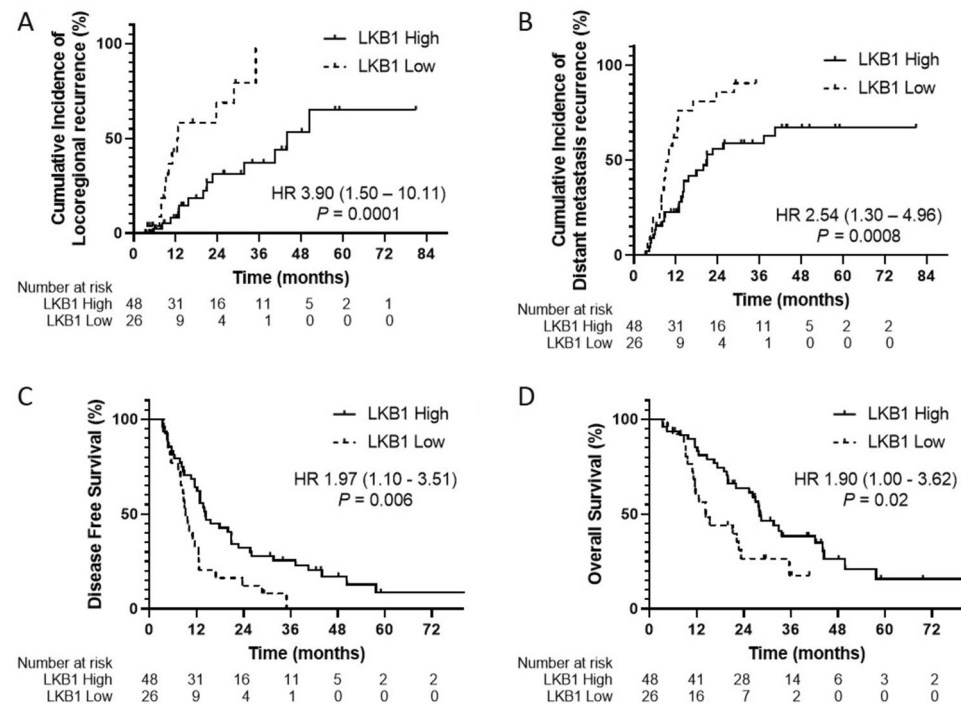 A
Cumulative Incidence of
Locoregional recurrence (%)
100
50
0
LKB1 High
LKB1 Low
HR 3.90 (1.50 – 10.11)
P = 0.0001
0 12 24 36 48 60 72 84
Time (months)
Number at risk
LKB1 High 48 31 16 11 5 2 1
LKB1 Low 26 9 4 1 0 0 0
B
Cumulative Incidence of
Distant metastasis recurrence (%)
100
50
0
LKB1 High
LKB1 Low
HR 2.54 (1.30 – 4.96)
P = 0.0008
0 12 24 36 48 60 72 84
Time (months)
Number at risk
LKB1 High 48 31 16 11 5 2 2
LKB1 Low 26 9 4 1 0 0 0
C
Disease Free Survival (%)
100
50
0
LKB1 High
LKB1 Low
HR 1.97 (1.10 - 3.51)
P = 0.006
0 12 24 36 48 60 72
Time (months)
Number at risk
LKB1 High 48 31 16 11 5 2 2
LKB1 Low 26 9 4 1 0 0 0
D
Overall Survival (%)
100
50
0
LKB1 High
LKB1 Low
HR 1.90 (1.00 - 3.62)
P = 0.02
0 12 24 36 48 60 72
Time (months)
Number at risk
LKB1 High 48 41 28 14 6 3 2
LKB1 Low 26 16 7 2 0 0 0